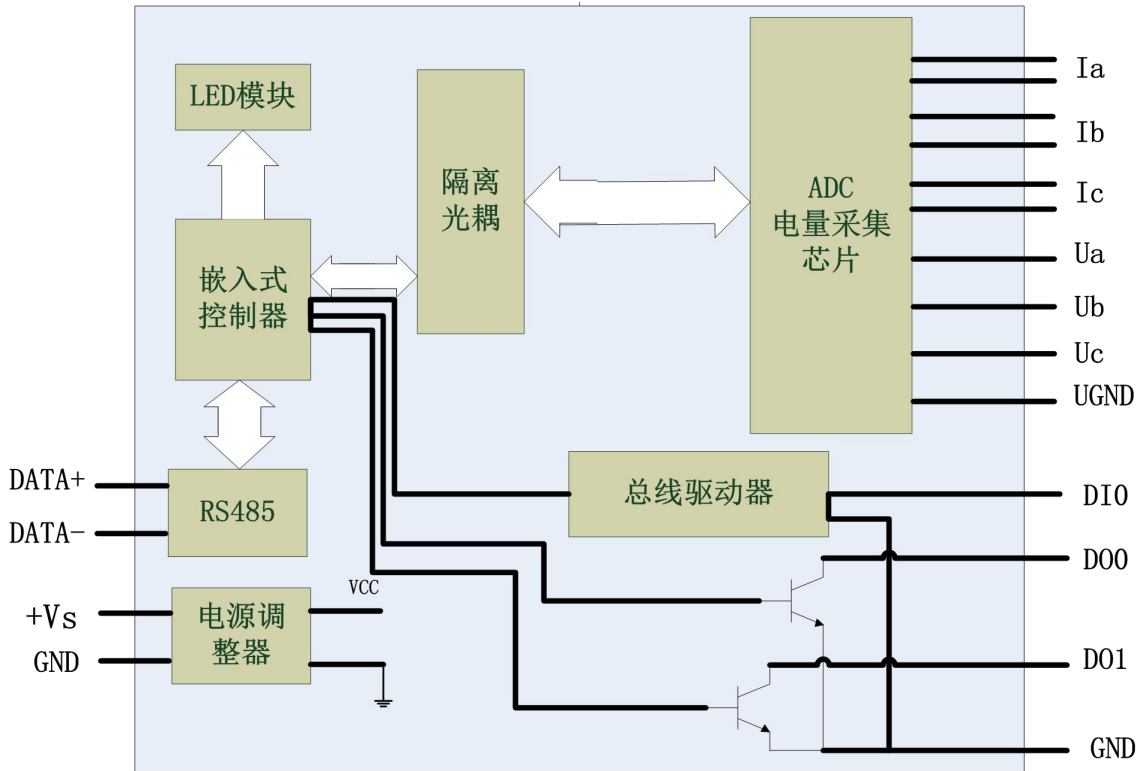 LED模块
隔离
光耦
ADC
电量采集
芯片
嵌入式
控制器
Ia
Ib
Ic
Ua
Ub
Uc
UGND
DATA+
DATA-
RS485
总线驱动器
DI0
DO0
VCC
+Vs
GND
电源调
整器
DO1
GND